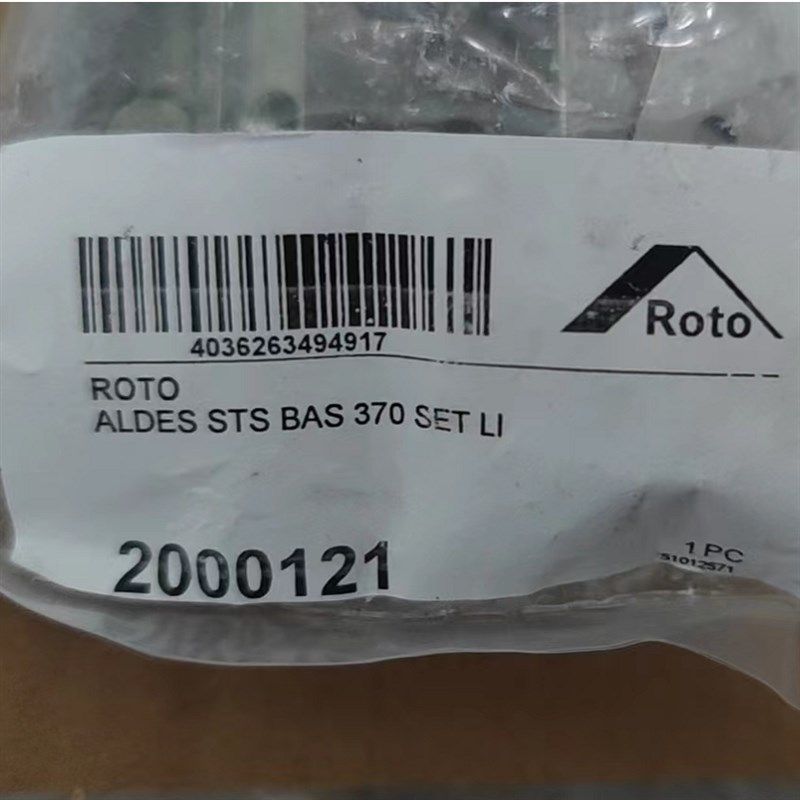 4036263494917
Roto
ROTO
ALDES STS BAS 370 SET LI
2000121
1 PC
51012571